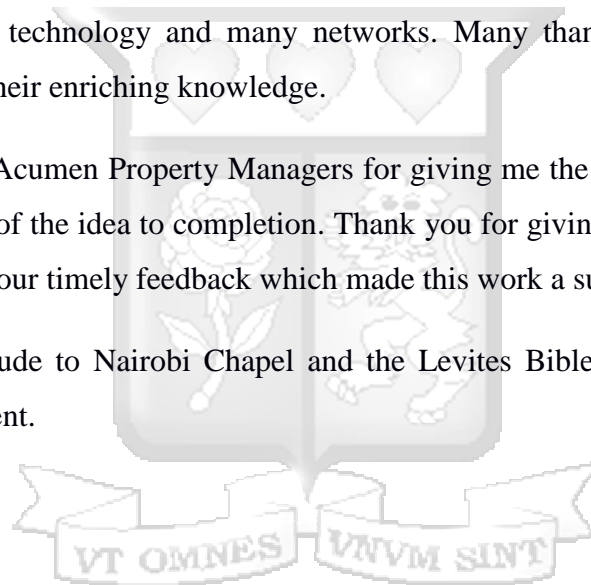 technology and many networks. Many than
heir enriching knowledge.
Acumen Property Managers for giving me the
of the idea to completion. Thank you for givin
our timely feedback which made this work a su
ude to Nairobi Chapel and the Levites Bible
ent.
VT OMNES VNVM SINT